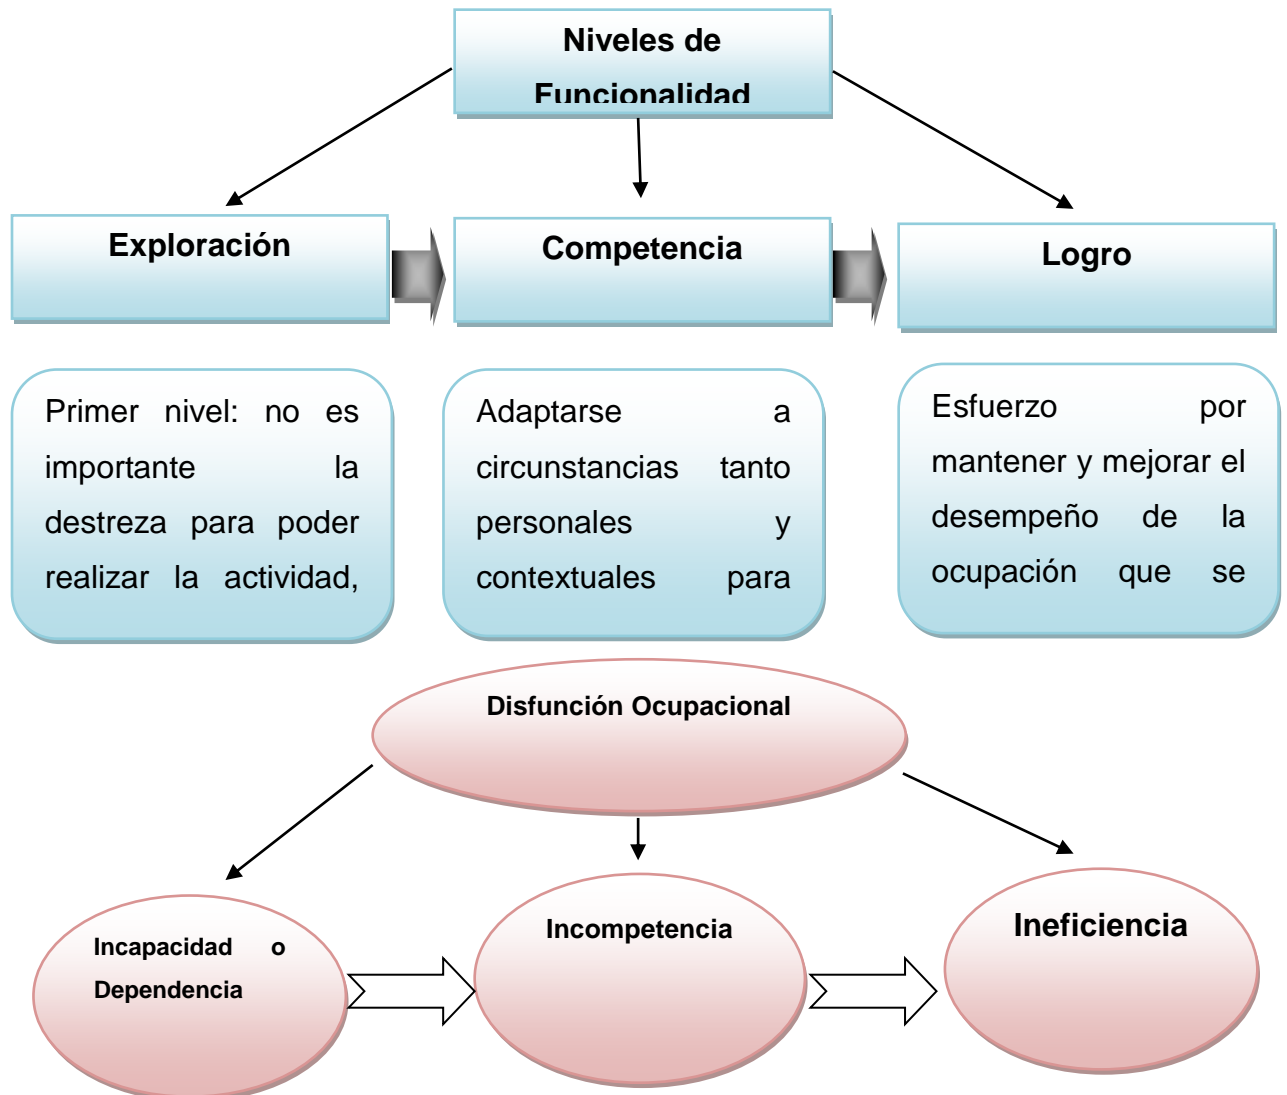 Niveles de
Funcionalidad
Exploración
Competencia
Logro
Primer nivel: no es
importante la
destreza para poder
realizar la actividad,
Adaptarse a
circunstancias tanto
personales y
contextuales para
Esfuerzo por
mantener y mejorar el
desempeño de la
ocupación que se
Disfunción Ocupacional
Incapacidad o
Dependencia
Incompetencia
Ineficiencia